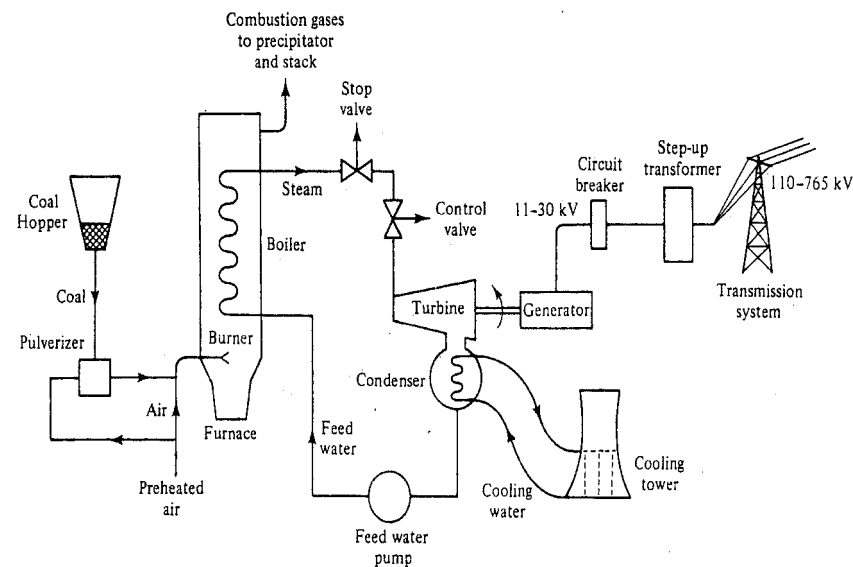 Combustion gases
to precipitator
and stack
Stop
valve
Steam
Coal
Hopper
Boiler
Control
valve
11-30 kV
Circuit
breaker
Step-up
transformer
110-765 kV
Transmission
system
Coal
Pulverizer
Burner
Turbine
Generator
Air
Furnace
Condenser
Feed
water
Preheated
air
Cooling
water
Cooling
tower
Feed water
pump